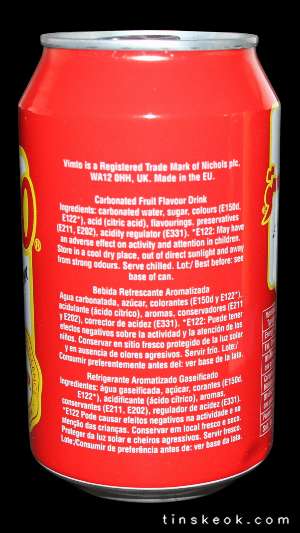 Vimto is a Registered Trade Mark of Nichols plc.
WA12 0HH, UK. Made in the EU.
Carbonated Fruit Flavour Drink
Ingredients: carbonated water, sugar, colours (E150d,
E122*), acid (citric acid), flavourings, preservatives
(E211, E202), acidity regulator (E331). *E122: May have
an adverse effect on activity and attention in children.
Store in a cool dry place, out of direct sunlight and away
from strong odours. Serve chilled. Lot/ Best before: see
base of can.
Bebida Refrescante Aromatizada
Agua carbonatada, azúcar, colorantes (E150d y E122*),
acidulante (ácido cítrico), aromas, conservadores (E211
y E202), corrector de acidez (E331). *E122: Puede tener
efectos negativos sobre la actividad y la atención de los
niños. Conservar en sitio fresco protegido de la luz solar
y en ausencia de olores agresivos. Servir frío. Lote/
Consumir preferentemente antes del: ver base de la lata.
Refrigerante Aromatizado Gaseificado
Ingredientes: água gaseificada, açúcar, corantes (E150d,
E122*), acidificante (ácido cítrico), aromas,
conservantes (E211, E202), regulador de acidez (E331).
*E122 Pode causar efeitos negativos na actividade e na
atenção das crianças. Conservar em local fresco e seco.
Proteger da luz solar e cheiros agressivos. Servir fresco.
Lote:/Consumir de preferência antes de: ver base da lata.
tinskeok.com